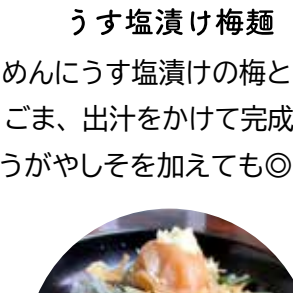 うす塩漬け梅麺
めんにうす塩漬けの梅と
ごま、出汁をかけて完成
うがやしそを加えても◎